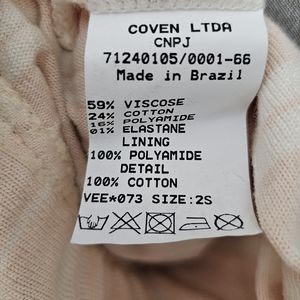 COVEN LTDA
CNPJ
71240105/0001-66
Made in Brazil
59% VISCOSE
24% COTTON
16% POLYAMIDE
01% ELASTANE
LINING
100% POLYAMIDE
DETAIL
100% COTTON
VEE*073 SIZE:2S